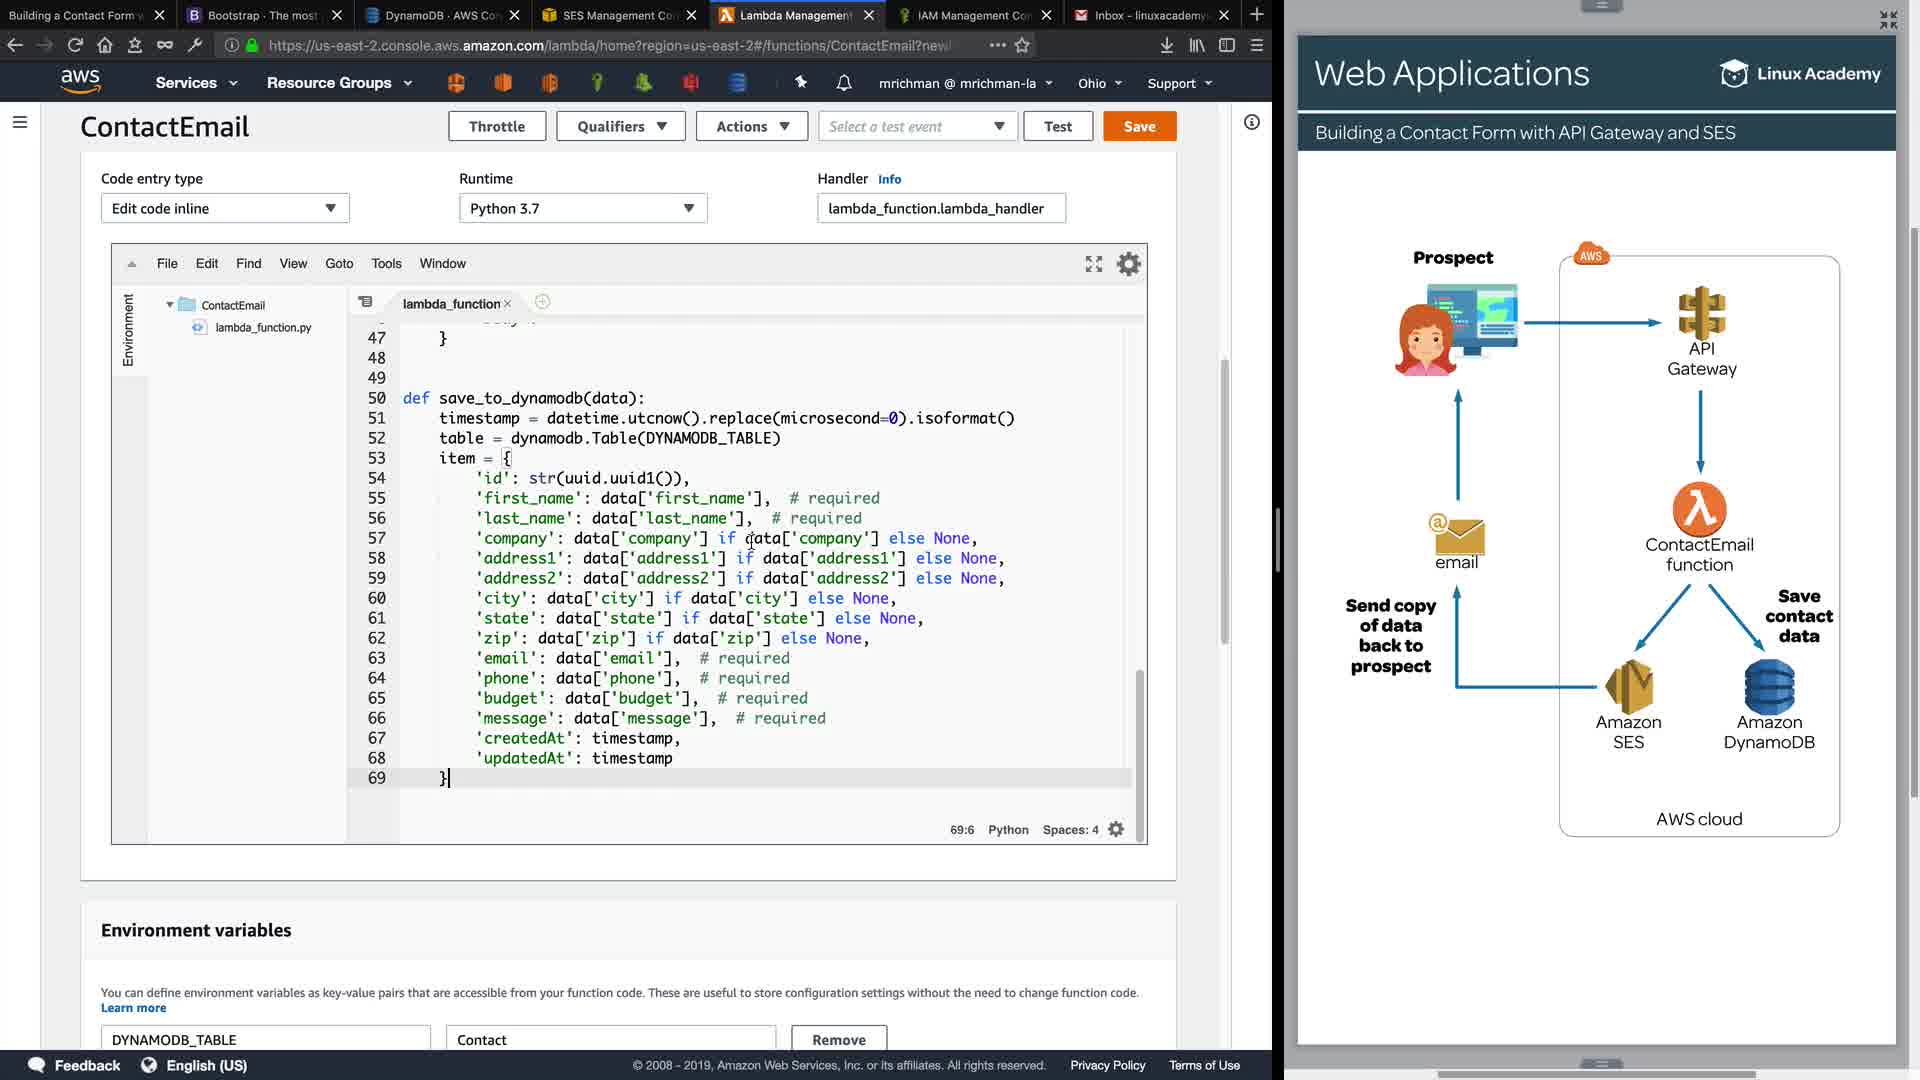 Building a Contact Form w
Bootstrap · The most
DynamoDB · AWS Con
SES Management Con
Lambda Management
IAM Management Con
Inbox – linuxacademy
https://us-east-2.console.aws.amazon.com/lambda/home?region=us-east-2#/functions/ContactEmail?new
aws
Services
Resource Groups
mrichman @ mrichman-la
Ohio
Support
ContactEmail
Throttle
Qualifiers
Actions
Select a test event
Test
Save
Code entry type
Runtime
Handler Info
Edit code inline
Python 3.7
lambda_function.lambda_handler
File Edit Find View Goto Tools Window
Environment
ContactEmail
lambda_function.py
lambda_function
47 }
48
49
50 def save_to_dynamodb(data):
51 timestamp = datetime.utcnow().replace(microsecond=0).isoformat()
52 table = dynamodb.Table(DYNAMODB_TABLE)
53 item = {
54 'id': str(uuid.uuid1()),
55 'first_name': data['first_name'], # required
56 'last_name': data['last_name'], # required
57 'company': data['company'] if data['company'] else None,
58 'address1': data['address1'] if data['address1'] else None,
59 'address2': data['address2'] if data['address2'] else None,
60 'city': data['city'] if data['city'] else None,
61 'state': data['state'] if data['state'] else None,
62 'zip': data['zip'] if data['zip'] else None,
63 'email': data['email'], # required
64 'phone': data['phone'], # required
65 'budget': data['budget'], # required
66 'message': data['message'], # required
67 'createdAt': timestamp,
68 'updatedAt': timestamp
69 }
69:6 Python Spaces: 4
Environment variables
You can define environment variables as key-value pairs that are accessible from your function code. These are useful to store configuration settings without the need to change function code.
Learn more
DYNAMODB_TABLE
Contact
Remove
Feedback
English (US)
© 2008 - 2019, Amazon Web Services, Inc. or its affiliates. All rights reserved.
Privacy Policy
Terms of Use
Web Applications
Linux Academy
Building a Contact Form with API Gateway and SES
Prospect
AWS
API
Gateway
ContactEmail
function
@
email
Send copy
of data
back to
prospect
Save
contact
data
Amazon
SES
Amazon
DynamoDB
AWS cloud